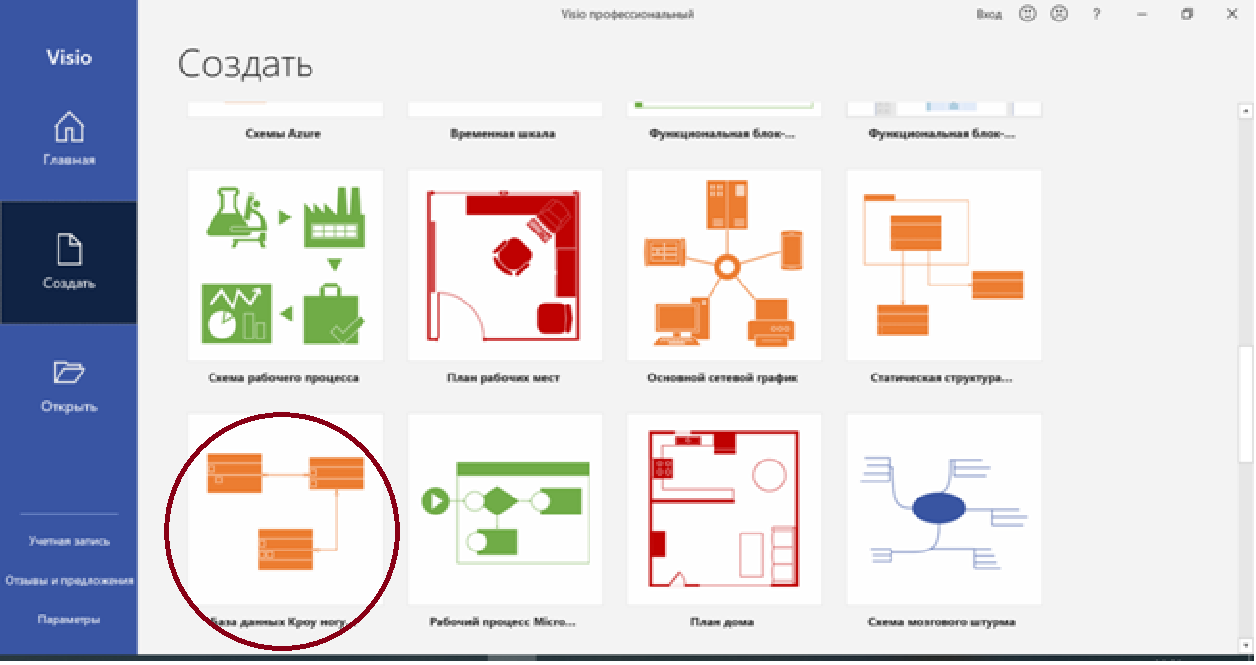 Visio профессиональный
Вход
?
Visio
Создать
Главная
Создать
Открыть
Учетная запись
Отзывы и предложения
Параметры
Схемы Azure
Временная шкала
Функциональная блок-...
Функциональная блок-...
Схема рабочего процесса
План рабочих мест
Основной сетевой график
Статическая структура...
База данных Кроу ногу...
Рабочий процесс Micro...
План дома
Схема мозгового штурма